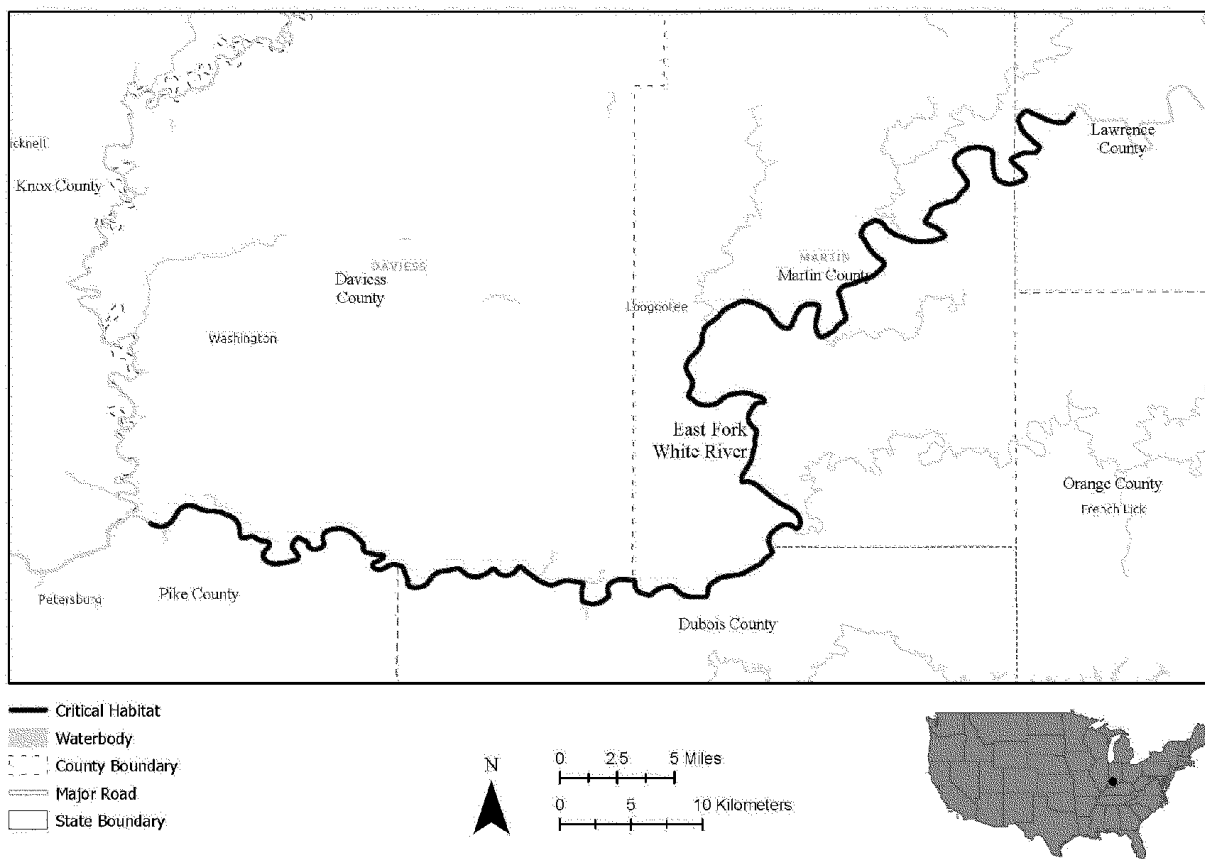 icknell
Knox County
Lawrence
County
DAVIESS
Daviess
County
MARTIN
Martin County
Loogootee
Washington
East Fork
White River
Orange County
French Lick
Petersburg
Pike County
Dubois County
Critical Habitat
Waterbody
County Boundary
Major Road
State Boundary
N
0 2.5 5 Miles
0 5 10 Kilometers